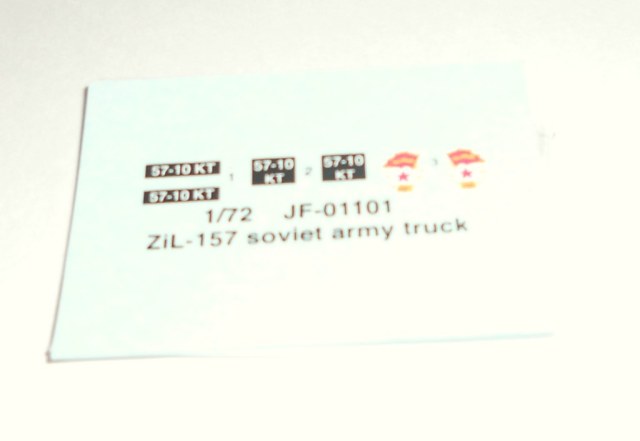 57-10 KT 1 57-10 2 57-10 3
KT KT
57-10 KT
1/72 JF-01101
ZiL-157 soviet army truck